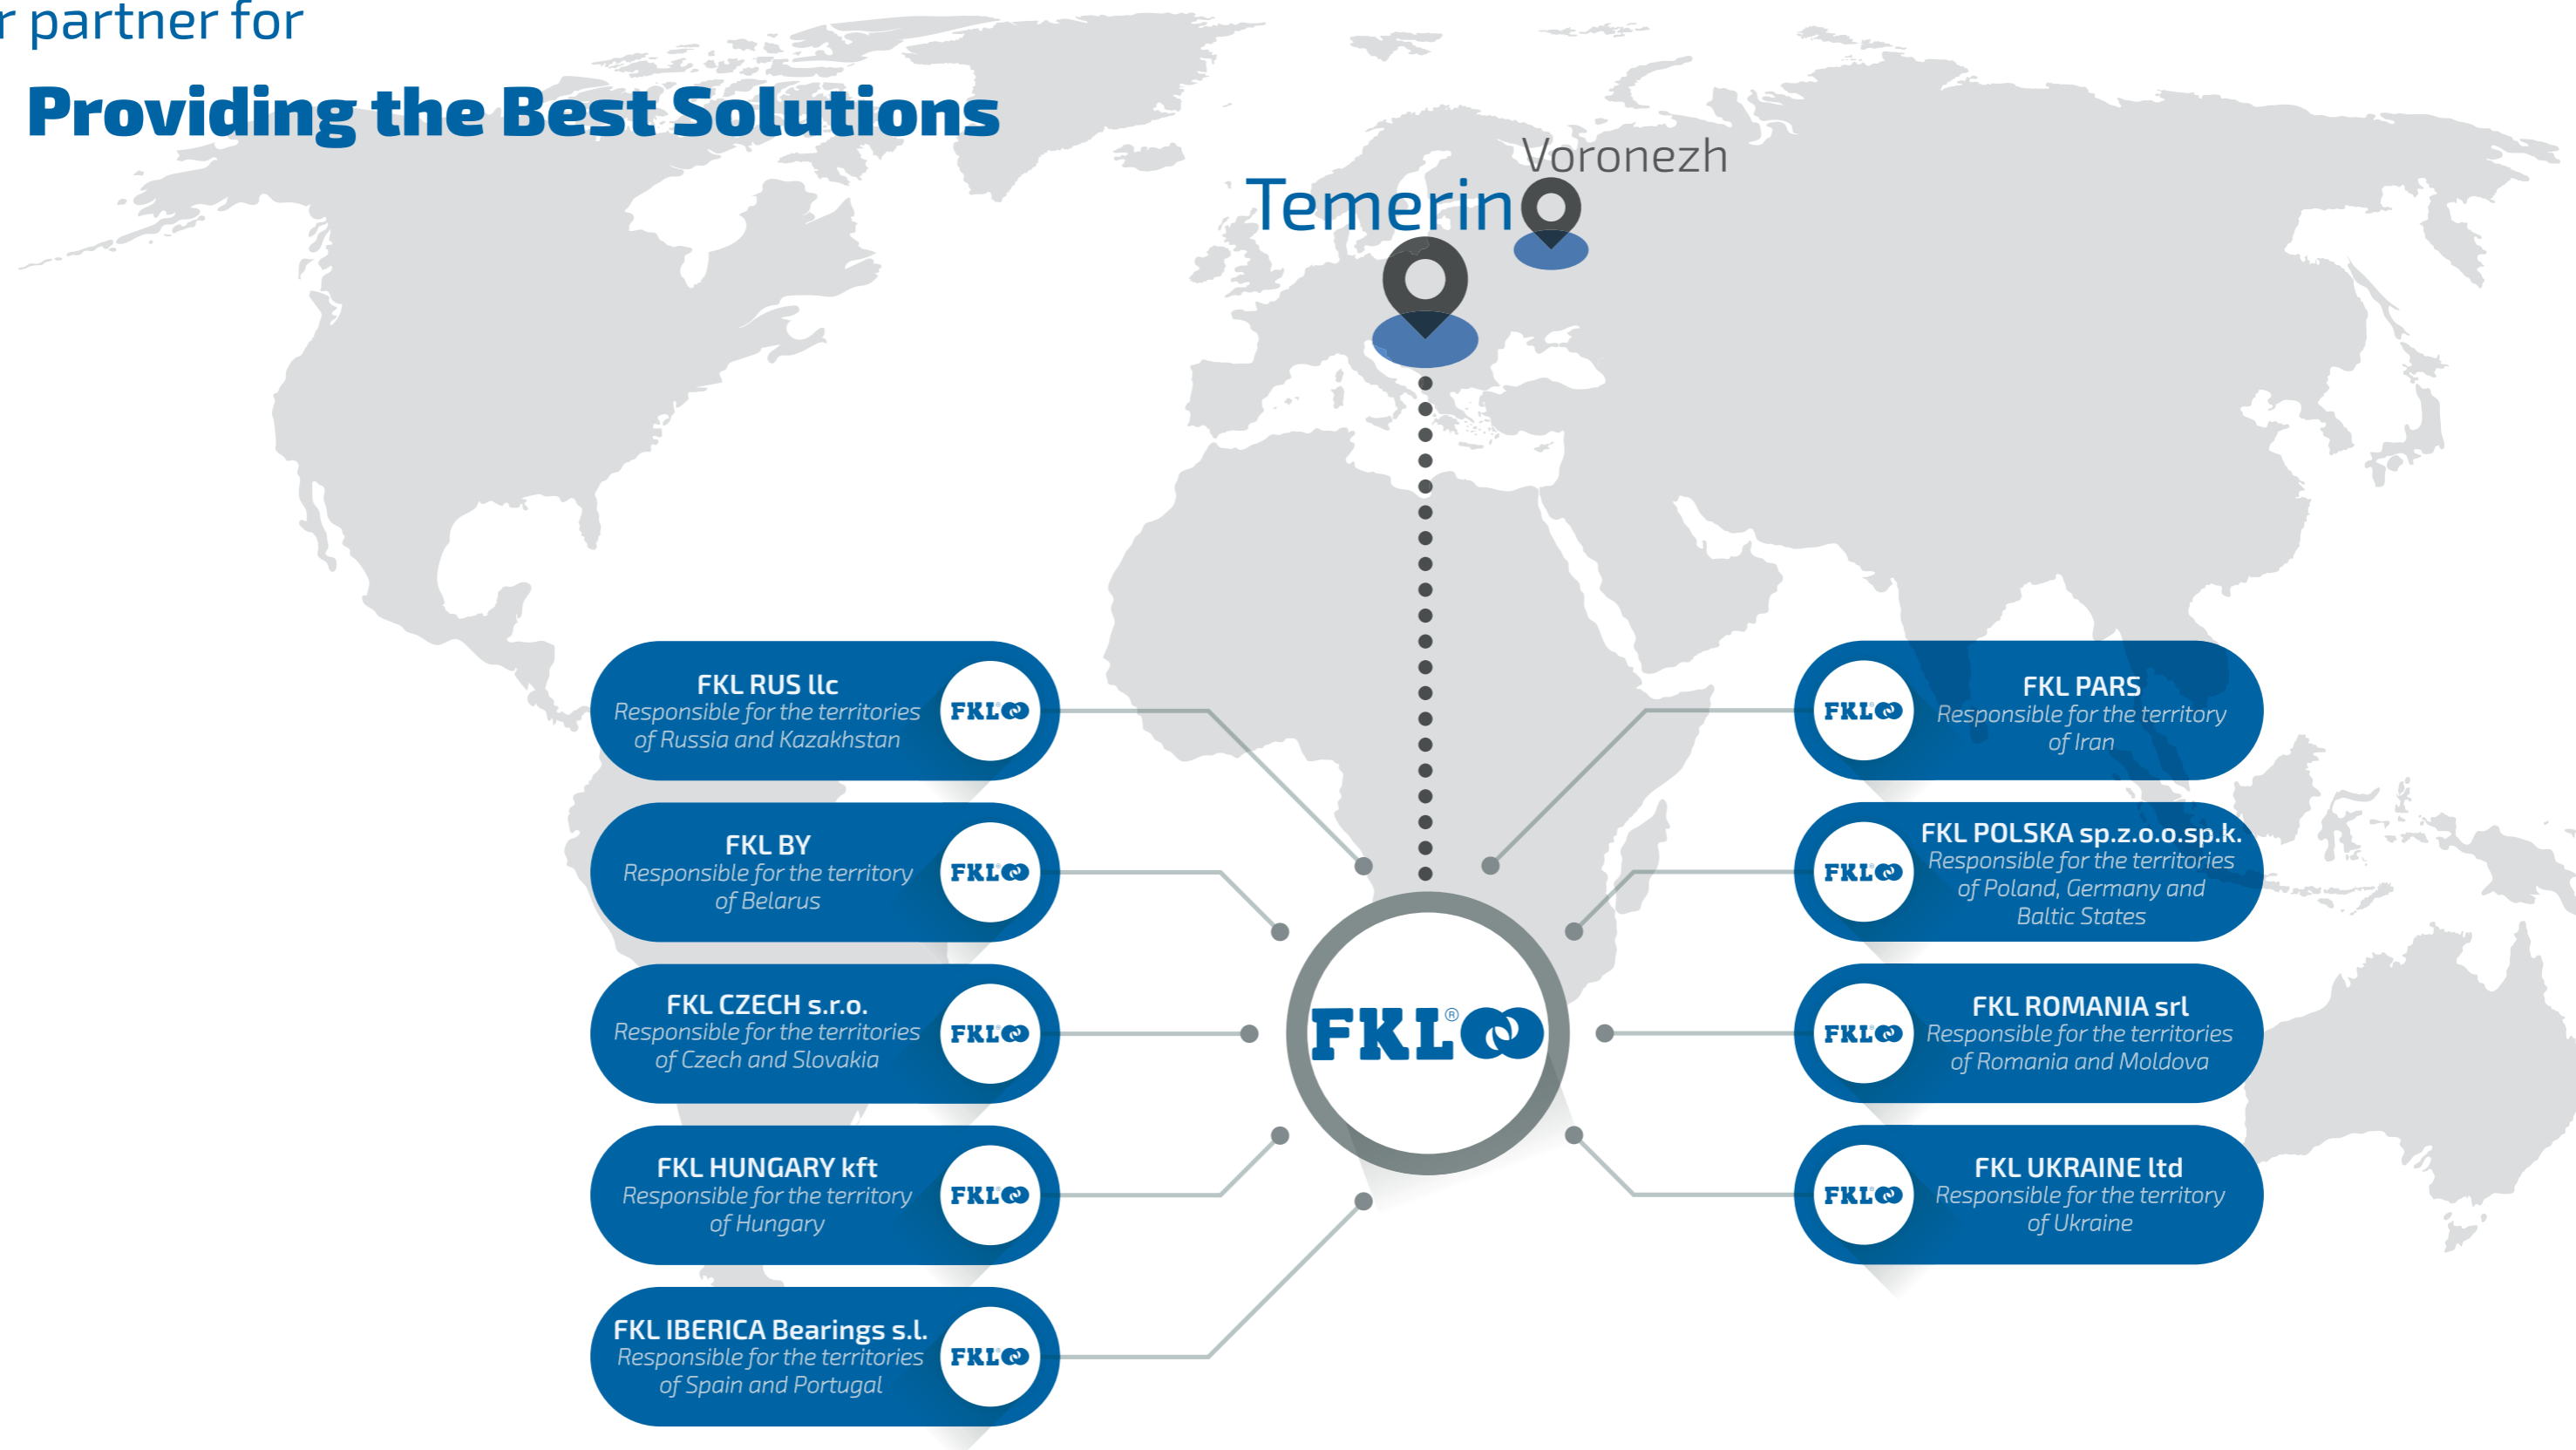 r partner for
Providing the Best Solutions
Voronezh
Temerin
FKL RUS llc
Responsible for the territories
of Russia and Kazakhstan
FKL
FKL BY
Responsible for the territory
of Belarus
FKL
FKL CZECH s.r.o.
Responsible for the territories
of Czech and Slovakia
FKL
FKL HUNGARY kft
Responsible for the territory
of Hungary
FKL
FKL IBERICA Bearings s.l.
Responsible for the territories
of Spain and Portugal
FKL
FKL®
FKL
FKL PARS
Responsible for the territory
of Iran
FKL
FKL POLSKA sp.z.o.o.sp.k.
Responsible for the territories
of Poland, Germany and
Baltic States
FKL
FKL ROMANIA srl
Responsible for the territories
of Romania and Moldova
FKL
FKL UKRAINE ltd
Responsible for the territory
of Ukraine